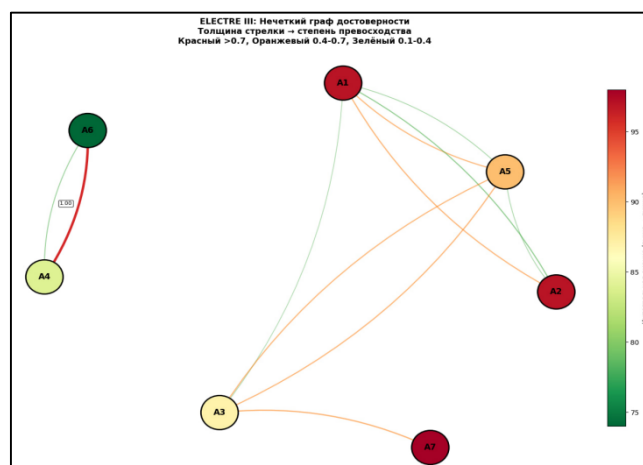 ELECTRE III: Нечеткий граф достоверности
Толщина стрелки → степень превосходства
Красный >0.7, Оранжевый 0.4-0.7, Зелёный 0.1-0.4
A1
A6
A5
1.00
A4
A2
A3
A7
95
90
85
80
75